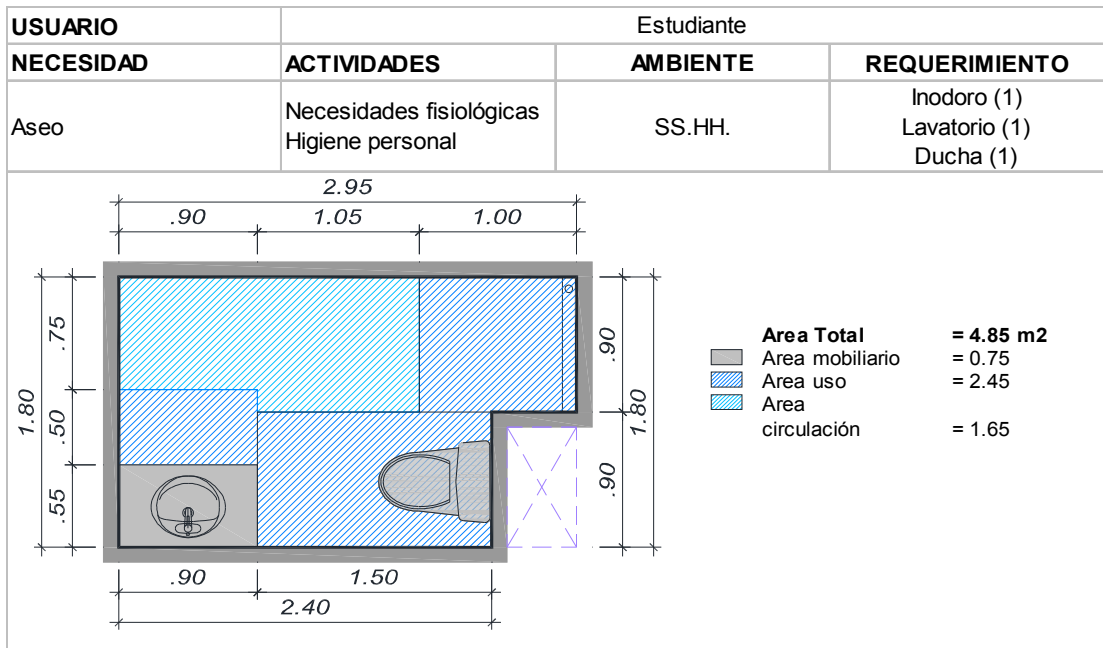 USUARIO Estudiante
NECESIDAD ACTIVIDADES AMBIENTE REQUERIMIENTO
Aseo
Necesidades fisiológicas
Higiene personal
SS.HH.
Inodoro (1)
Lavatorio (1)
Ducha (1)
2.95
.90 1.05 1.00
1.80
.75
.50
.55
.90
.90
1.80
.90 1.50
2.40
Area Total = 4.85 m2
Area mobiliario = 0.75
Area uso = 2.45
Area
circulación = 1.65